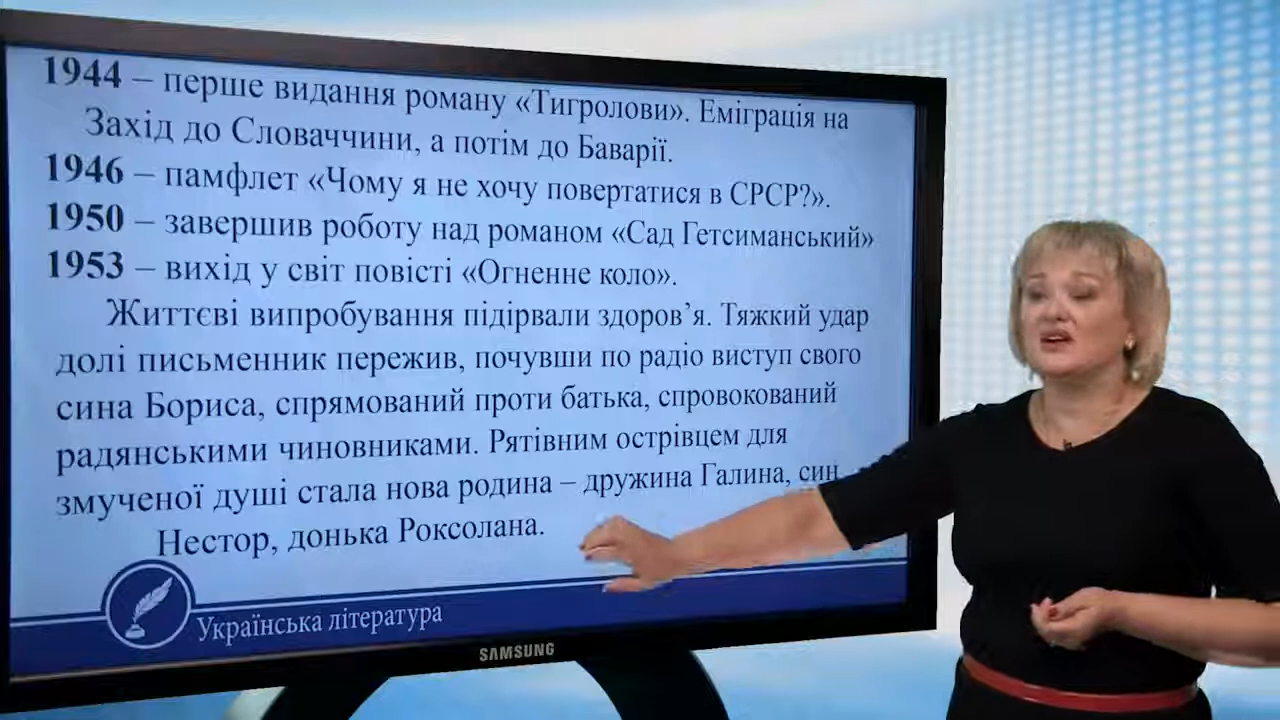 1944 – перше видання роману «Тигролови». Еміграція на
Захід до Словаччини, а потім до Баварії.
1946 – памфлет «Чому я не хочу повертатися в СРСР?».
1950 – завершив роботу над романом «Сад Гетсиманський»
1953 – вихід у світ повісті «Огненне коло».
Життєві випробування підірвали здоров’я. Тяжкий удар
долі письменник пережив, почувши по радіо виступ свого
сина Бориса, спрямований проти батька, спровокований
радянськими чиновниками. Рятівним острівцем для
змученої душі стала нова родина – дружина Галина, син
Нестор, донька Роксолана.
Українська література
SAMSUNG